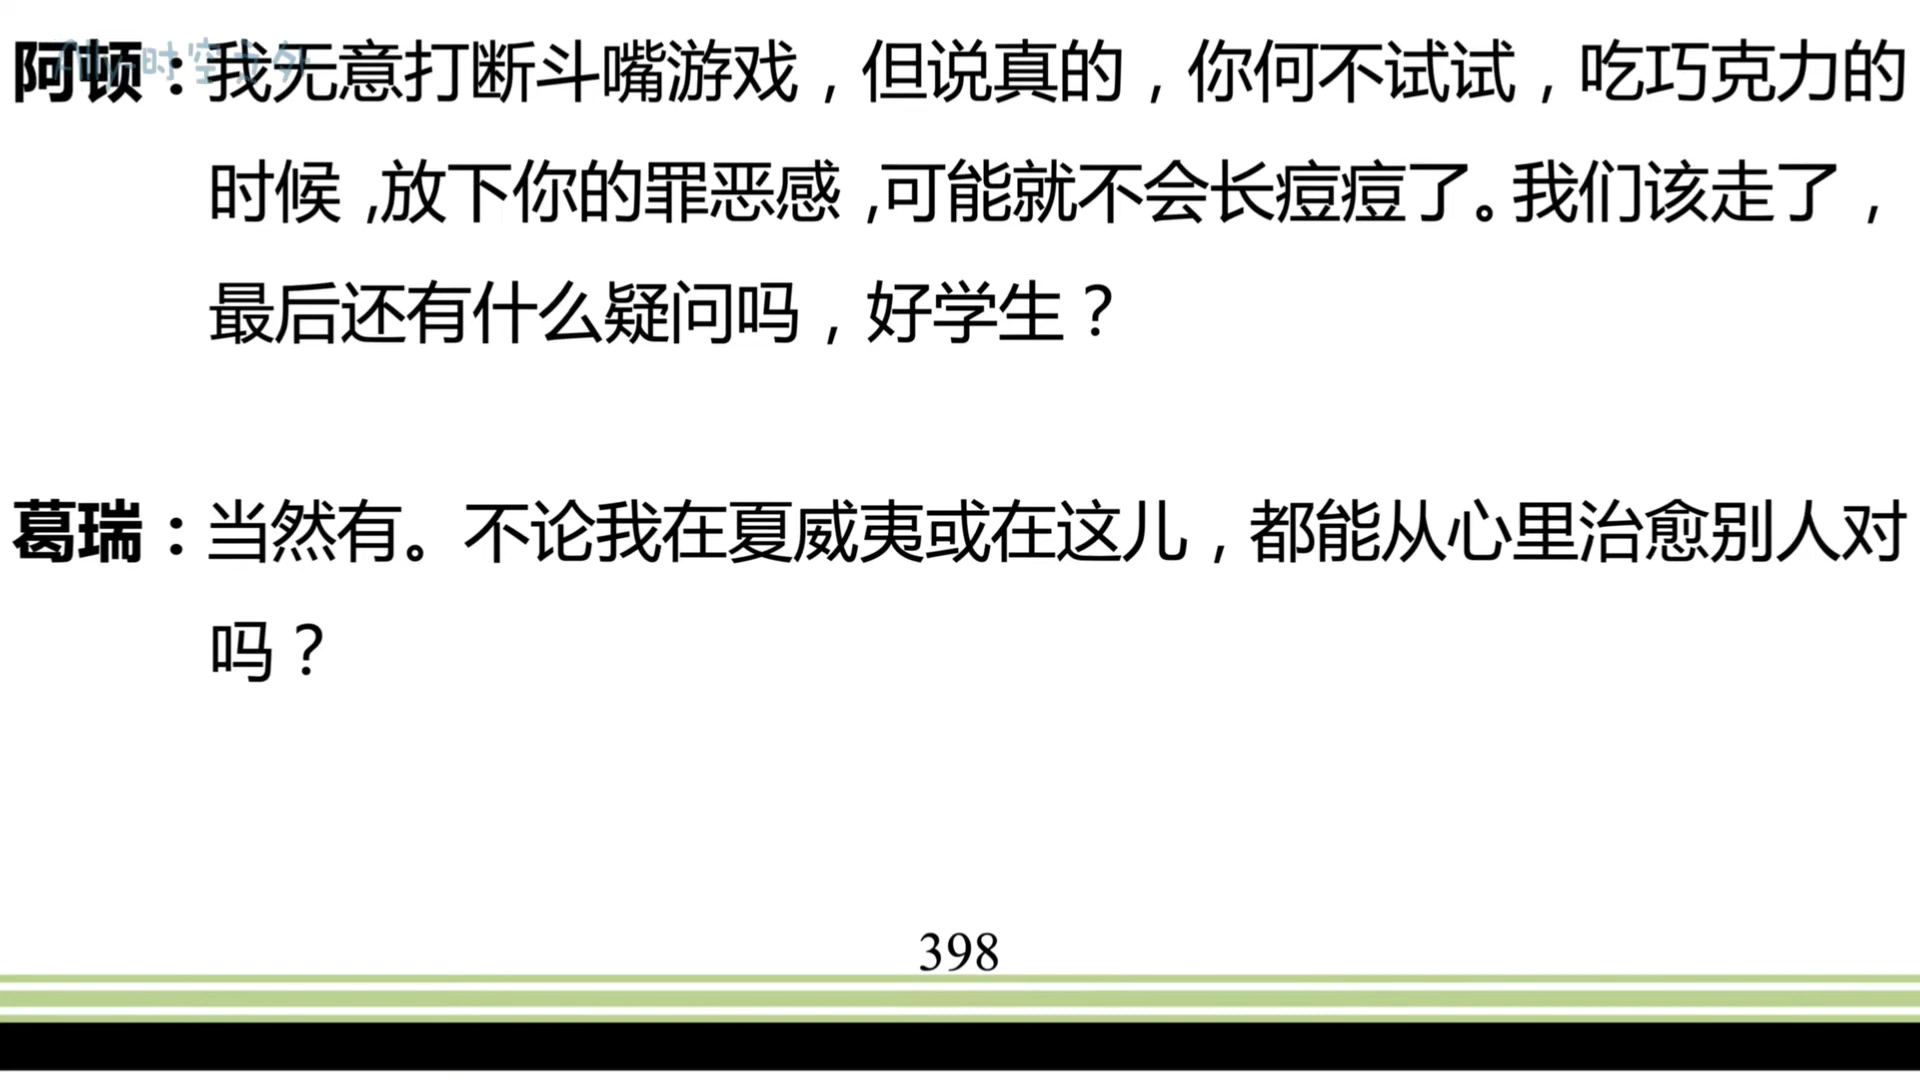 阿顿：我无意打断斗嘴游戏，但说真的，你何不试试，吃巧克力的
时候，放下你的罪恶感，可能就不会长痘痘了。我们该走了，
最后还有什么疑问吗，好学生？
葛瑞：当然有。不论我在夏威夷或在这儿，都能从心里治愈别人对
吗？
398